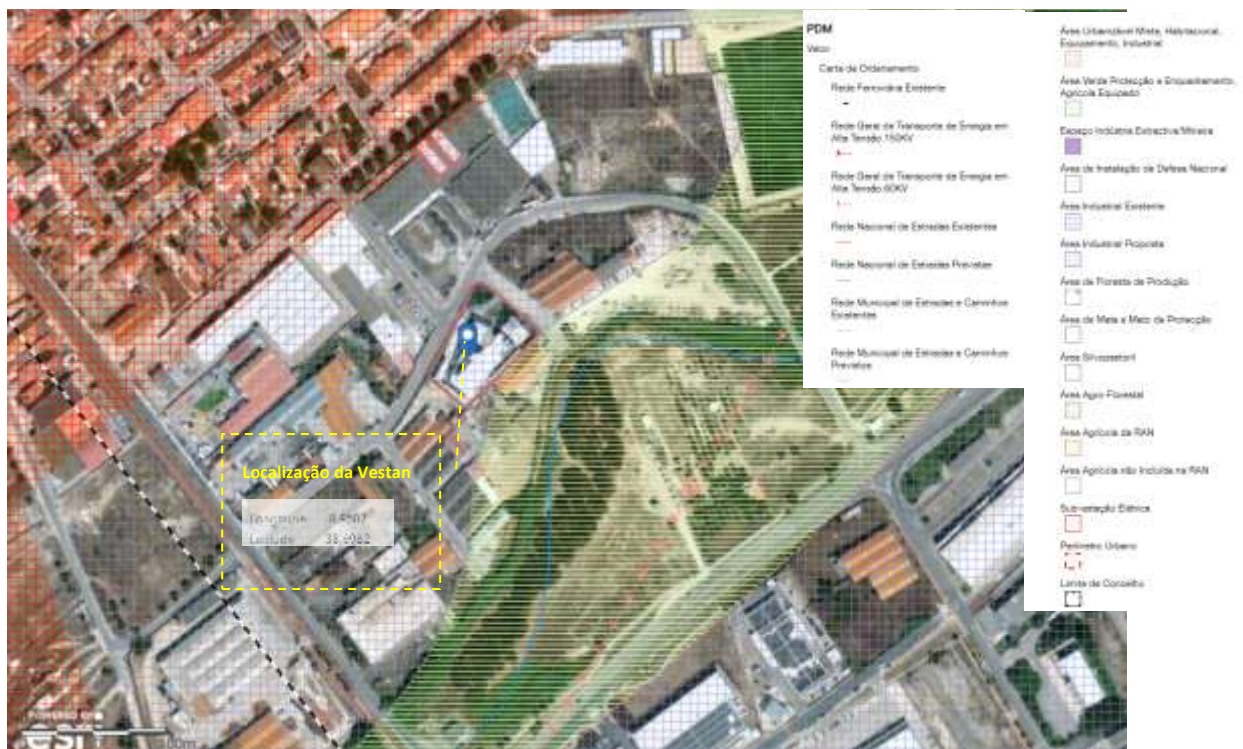 PDM
Vetor
Carta de Ordenamento
Rede Ferroviária Existente
Rede Geral de Transporte de Energia em
Alta Tensão 150KV
Rede Geral de Transporte de Energia em
Alta Tensão 60KV
Rede Nacional de Estradas Existentes
Rede Nacional de Estradas Previstas
Rede Municipal de Estradas e Caminhos
Existentes
Rede Municipal de Estradas e Caminhos
Previstos
Área Urbanizável Mista, Habitacional,
Equipamento, Industrial
Área Verde Protecção e Enquadramento,
Agrícola Equipado
Espaço Indústria Extractiva/Mineira
Área de Instalação de Defesa Nacional
Área Industrial Existente
Área Industrial Proposta
Área de Floresta de Produção
Área de Mata e Mato de Protecção
Área Silvopastoril
Área Agro-Florestal
Área Agrícola da RAN
Área Agrícola não Incluída na RAN
Sub-estação Elétrica
Perímetro Urbano
Limite de Concelho
Localização da Vestan
Longitude
Latitude
POWERED BY
esri